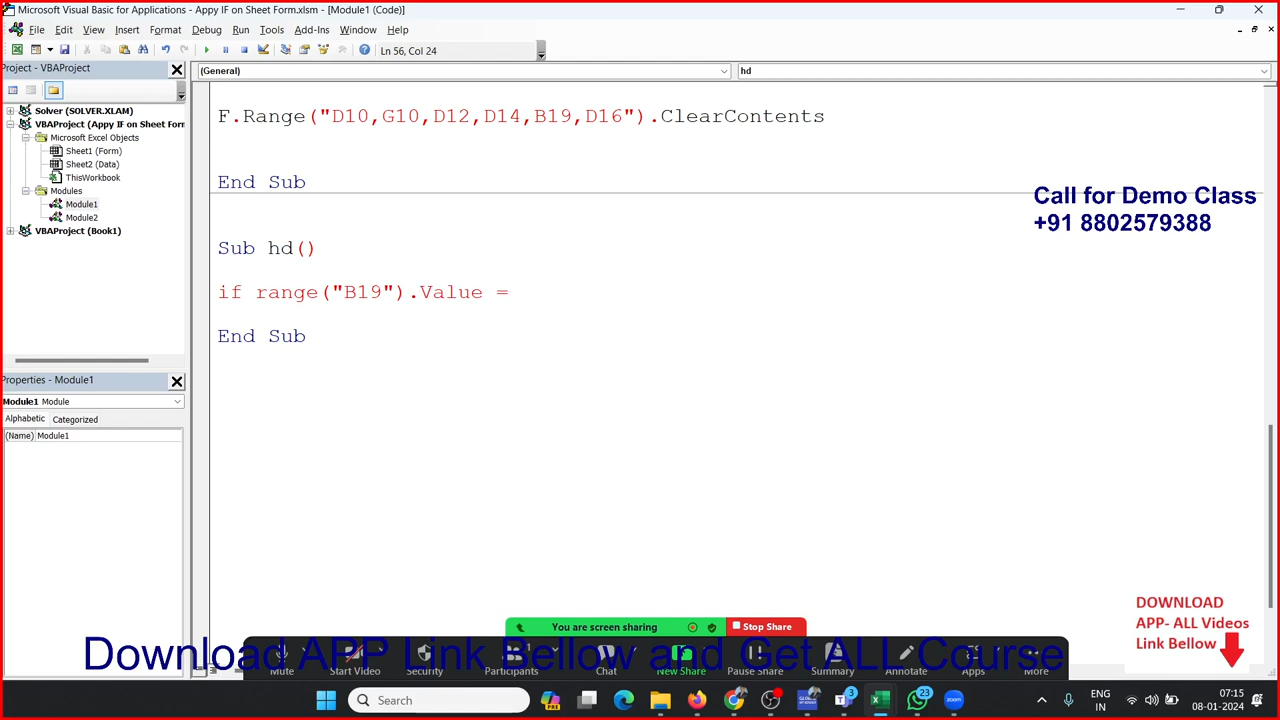 Microsoft Visual Basic for Applications - Appy IF on Sheet Form.xlsm - [Module1 (Code)]
File Edit View Insert Format Debug Run Tools Add-Ins Window Help
Ln 56, Col 24
Project - VBAProject
(General)
hd
Solver (SOLVER.XLAM)
VBAProject (Appy IF on Sheet Form
Microsoft Excel Objects
Sheet1 (Form)
Sheet2 (Data)
ThisWorkbook
Modules
Module1
Module2
VBAProject (Book1)
F.Range("D10,G10,D12,D14,B19,D16").ClearContents
End Sub
Call for Demo Class
+91 8802579388
Sub hd()
if range("B19").Value =
End Sub
Properties - Module1
Module1 Module
Alphabetic Categorized
(Name) Module1
DOWNLOAD
APP- ALL Videos
Link Bellow
You are screen sharing
Stop Share
Download APP Link Bellow and Get ALL Course
Mute Start Video Security Participants Chat New Share Pause Share Summary Annotate Apps More
Search
PRE
3
23
ENG
IN
07:15
08-01-2024